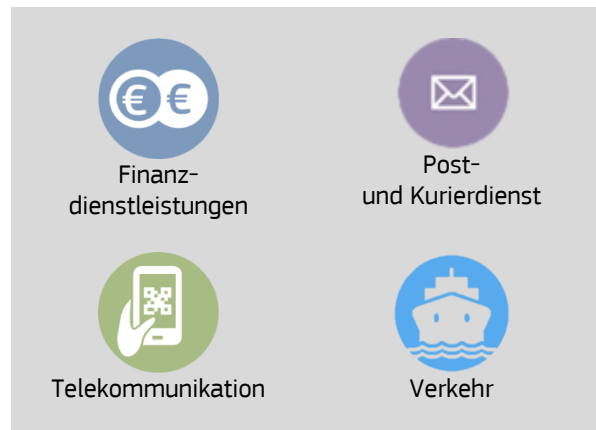 € €
Finanz-
dienstleistungen
Post-
und Kurierdienst
Telekommunikation
Verkehr